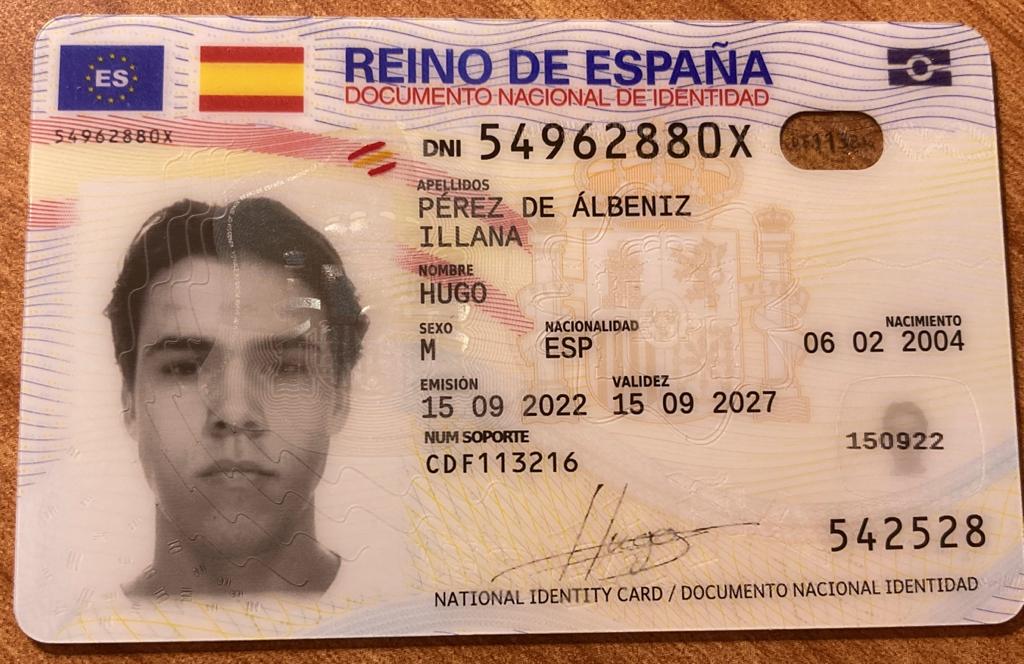 ES
REINO DE ESPAÑA
DOCUMENTO NACIONAL DE IDENTIDAD
54962880X
DNI 54962880X
APELLIDOS
PÉREZ DE ÁLBENIZ
ILLANA
NOMBRE
HUGO
SEXO NACIONALIDAD NACIMIENTO
M ESP 06 02 2004
EMISIÓN VALIDEZ
15 09 2022 15 09 2027
NUM SOPORTE
CDF113216
150922
Hugo
542528
NATIONAL IDENTITY CARD / DOCUMENTO NACIONAL IDENTIDAD